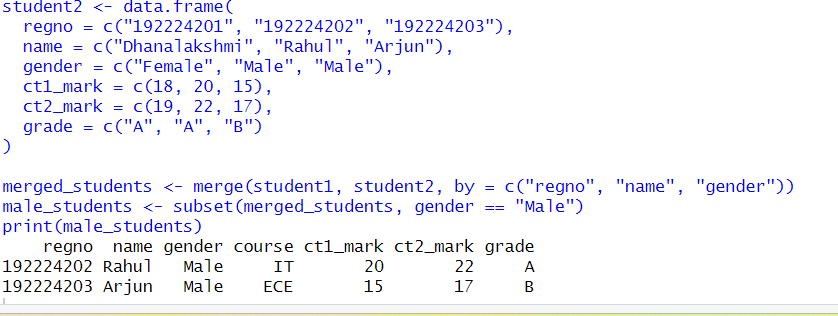 student2 <- data.frame(
  regno = c("192224201", "192224202", "192224203"),
  name = c("Dhanalakshmi", "Rahul", "Arjun"),
  gender = c("Female", "Male", "Male"),
  ct1_mark = c(18, 20, 15),
  ct2_mark = c(19, 22, 17),
  grade = c("A", "A", "B")
)

merged_students <- merge(student1, student2, by = c("regno", "name", "gender"))
male_students <- subset(merged_students, gender == "Male")
print(male_students)
    regno  name gender course ct1_mark ct2_mark grade
192224202 Rahul   Male     IT       20       22     A
192224203 Arjun   Male    ECE       15       17     B